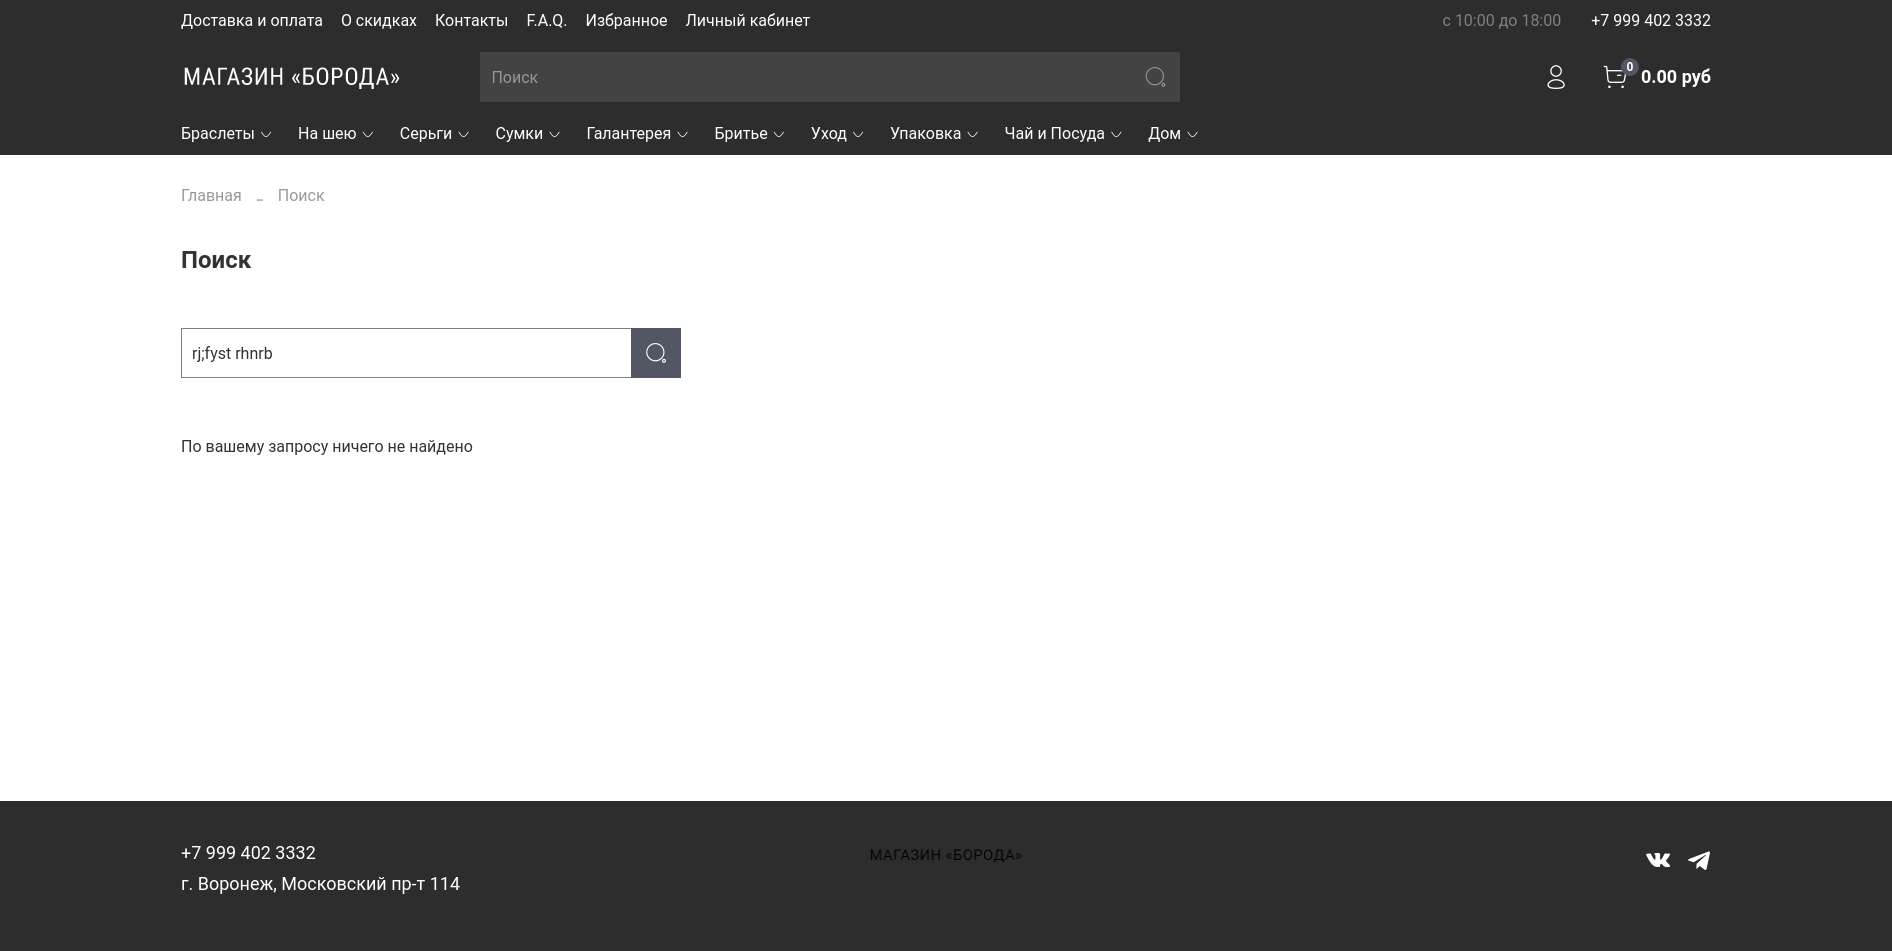 Доставка и оплата О скидках Контакты F.A.Q. Избранное Личный кабинет с 10:00 до 18:00 +7 999 402 3332
МАГАЗИН «БОРОДА» Поиск 0 0.00 руб
Браслеты На шею Серьги Сумки Галантерея Бритье Уход Упаковка Чай и Посуда Дом
Главная – Поиск
Поиск
rj;fyst rhnrb
По вашему запросу ничего не найдено
+7 999 402 3332 МАГАЗИН «БОРОДА»
г. Воронеж, Московский пр-т 114